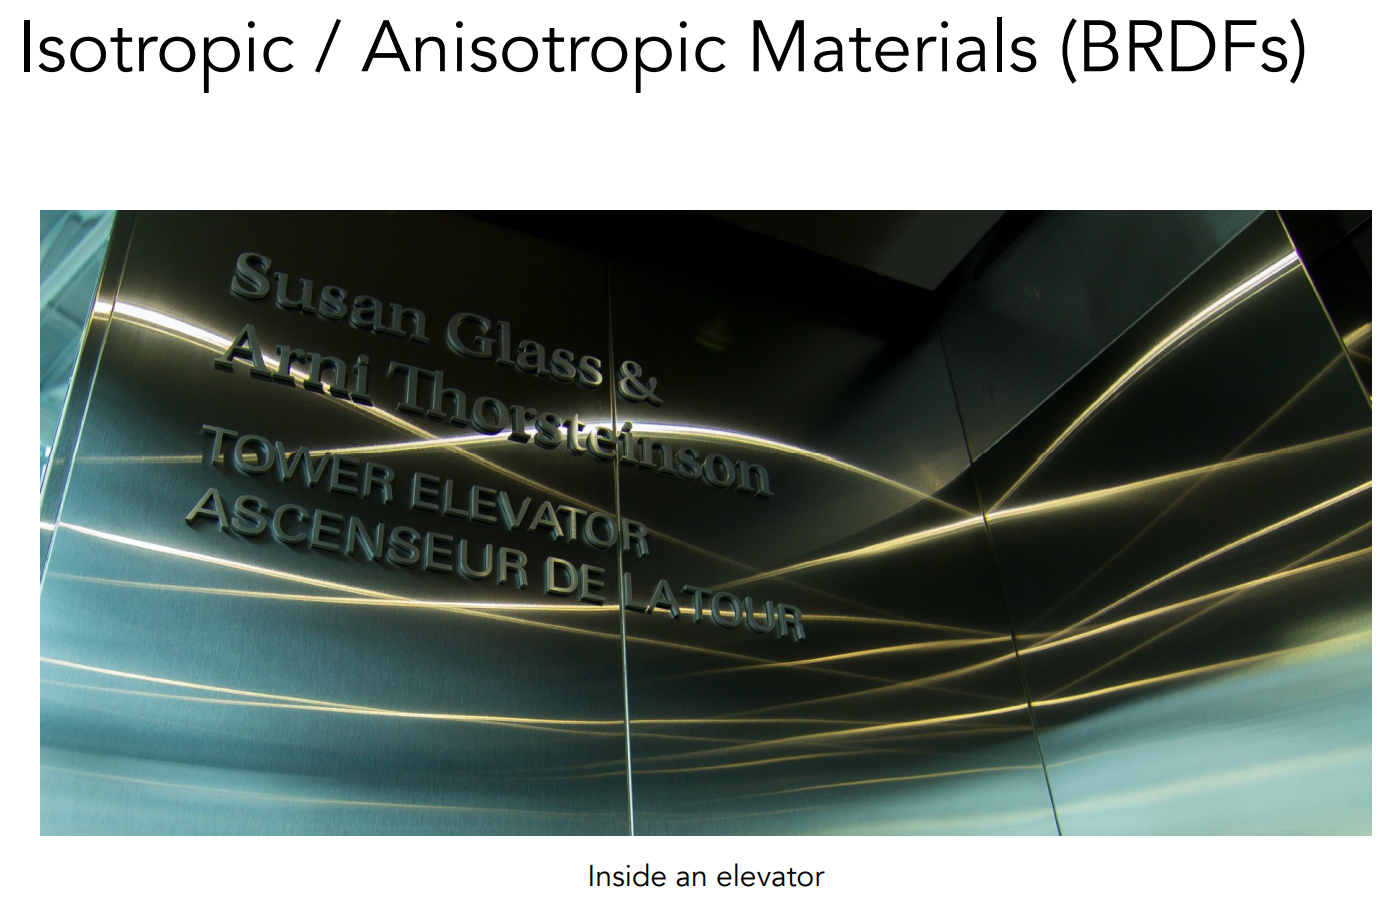 Isotropic / Anisotropic Materials (BRDFs)
Susan Glass &
Arni Thorsteinson
TOWER ELEVATOR
ASCENSEUR DE LA TOUR
Inside an elevator